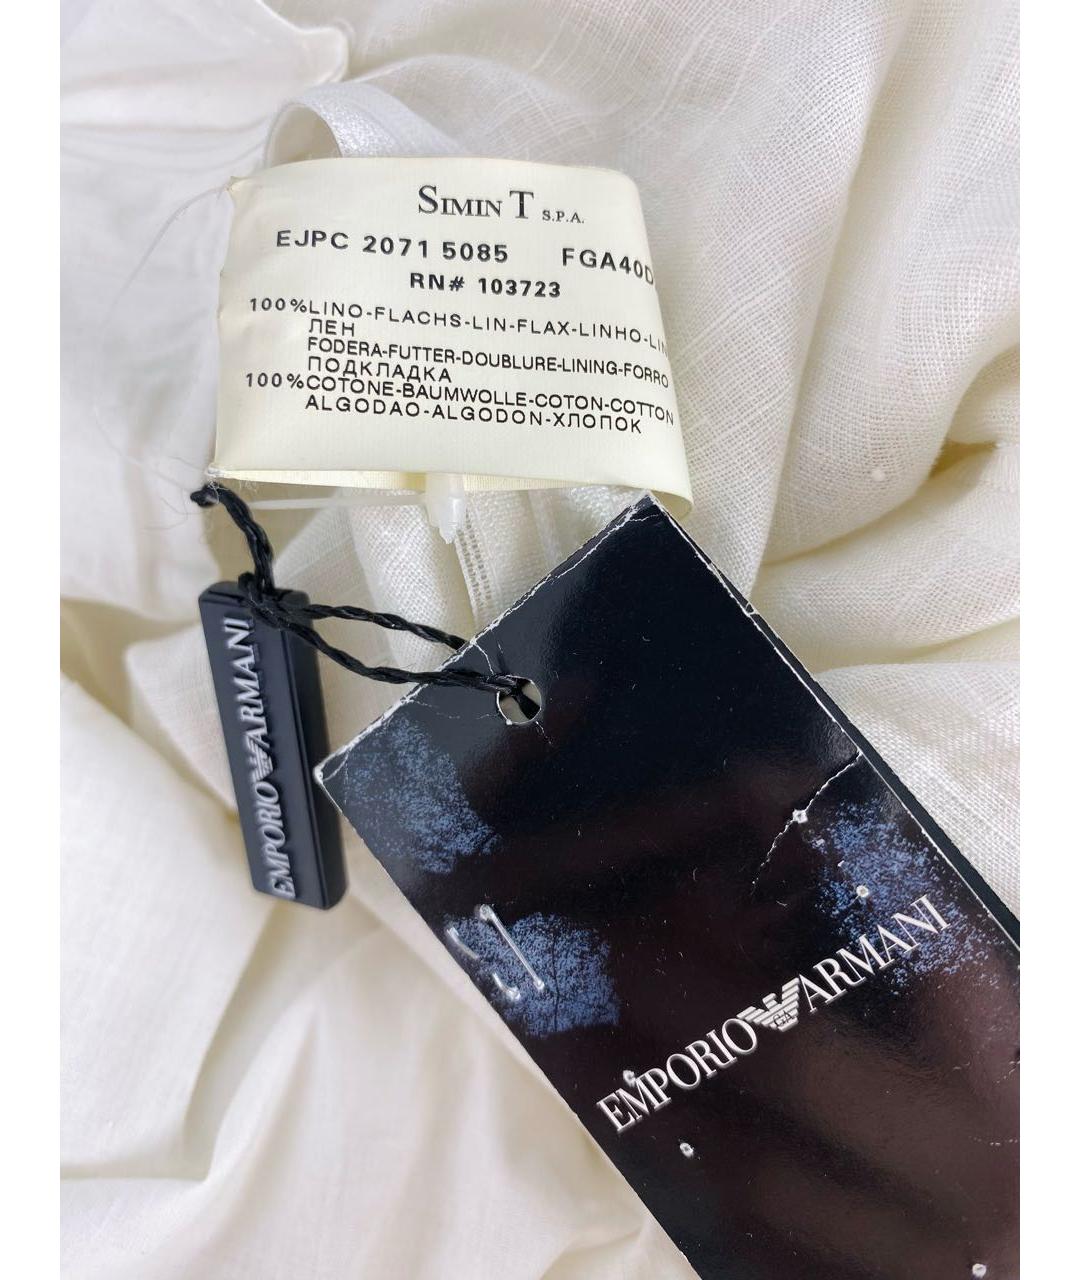 SIMIN T S.P.A.
EJPC 2071 5085 FGA40D
RN# 103723
100%LINO-FLACHS-LIN-FLAX-LINHO-LIN
ЛЕН
FODERA-FUTTER-DOUBLURE-LINING-FORRO
ПОДКЛАДКА
100%COTONE-BAUMWOLLE-COTON-COTTON
ALGODAO-ALGODON-ХЛОПОК
EMPORIO ARMANI
EMPORIO ARMANI